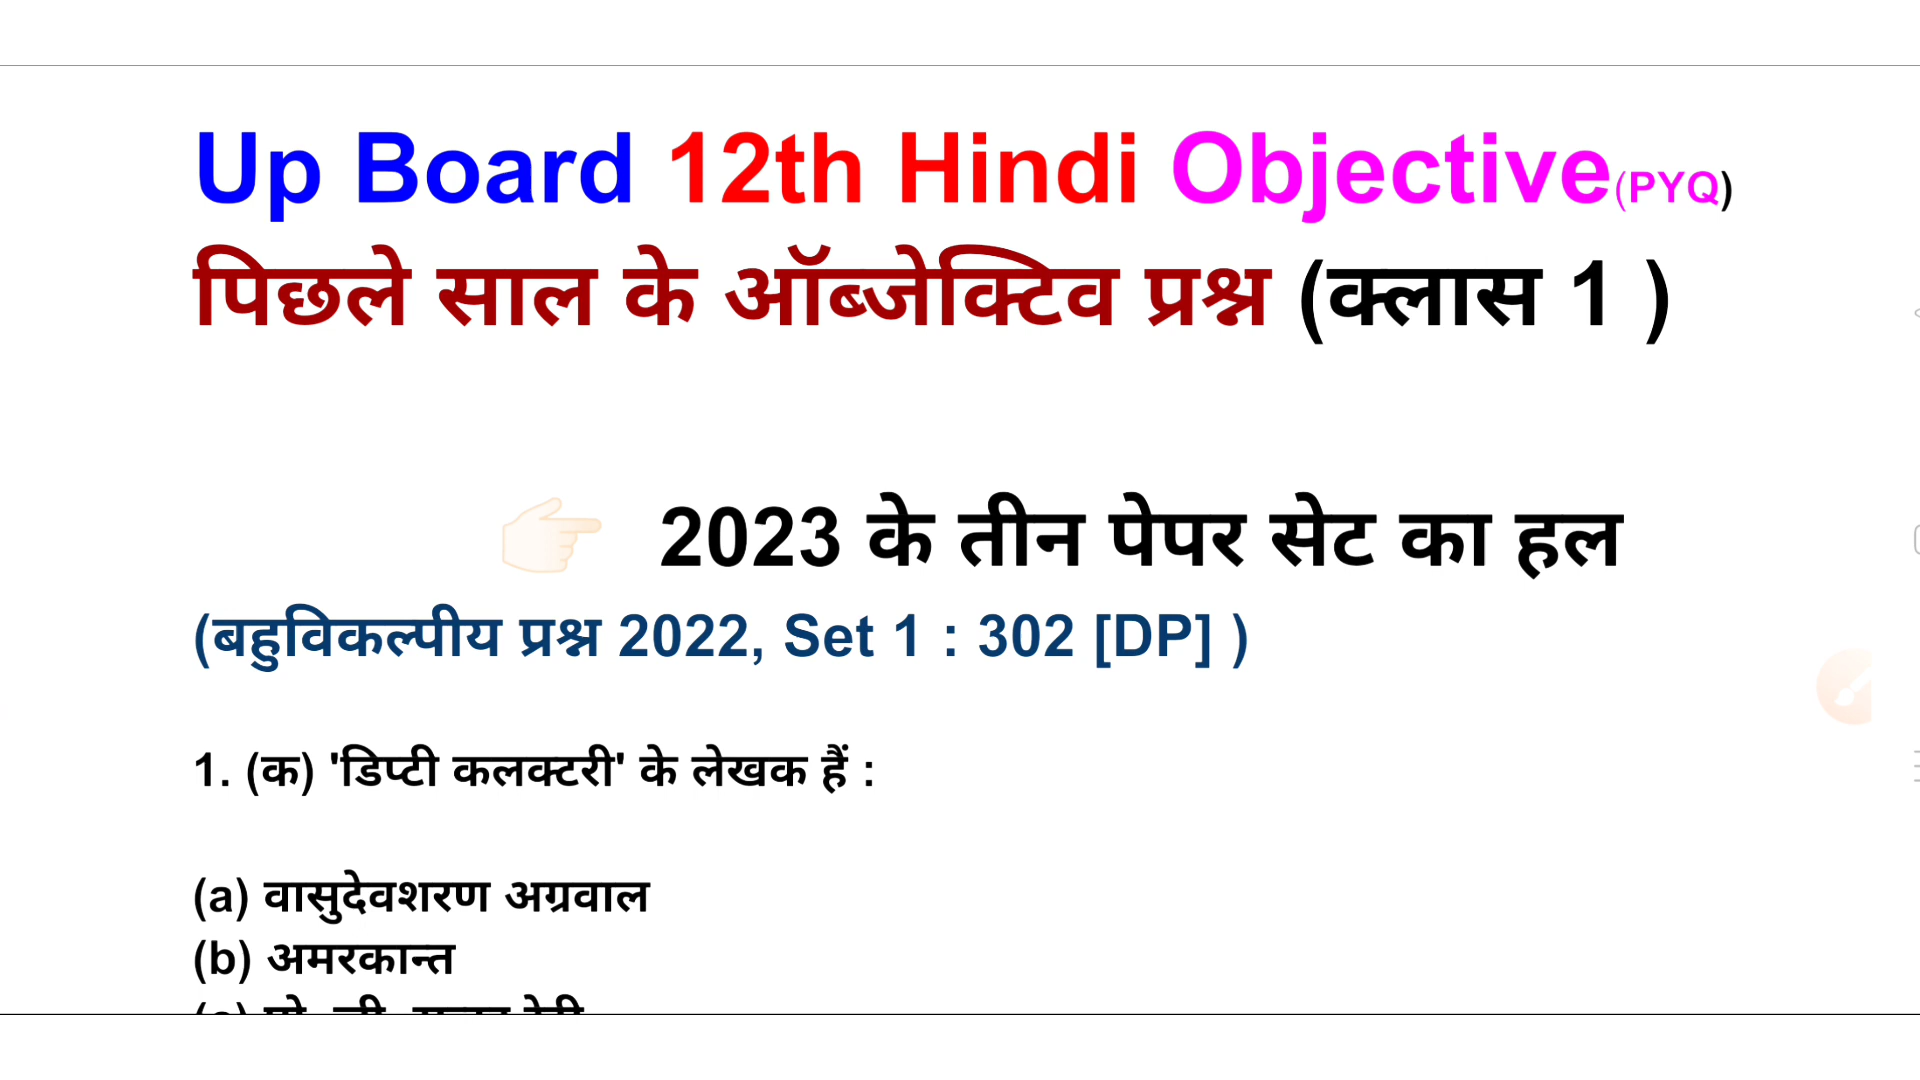 Up Board 12th Hindi Objective(PYQ)
पिछले साल के ऑब्जेक्टिव प्रश्न (क्लास 1 )
👉🏻 2023 के तीन पेपर सेट का हल
(बहुविकल्पीय प्रश्न 2022, Set 1 : 302 [DP] )
1. (क) 'डिप्टी कलक्टरी' के लेखक हैं :
(a) वासुदेवशरण अग्रवाल
(b) अमरकान्त